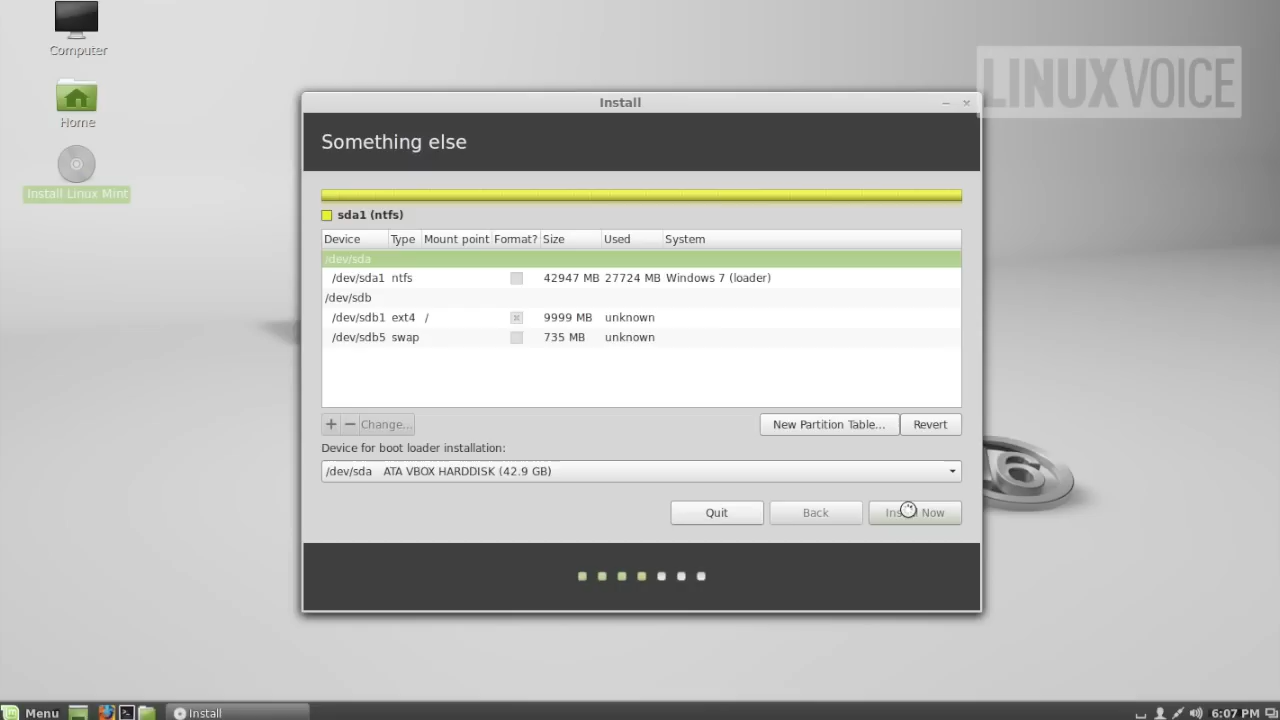 Computer
LINUXVOICE
Home
Install Linux Mint
Install
Something else
sda1 (ntfs)
Device Type Mount point Format? Size Used System
/dev/sda
/dev/sda1 ntfs 42947 MB 27724 MB Windows 7 (loader)
/dev/sdb
/dev/sdb1 ext4 / 9999 MB unknown
/dev/sdb5 swap 735 MB unknown
+ − Change... New Partition Table... Revert
Device for boot loader installation:
/dev/sda ATA VBOX HARDDISK (42.9 GB)
Quit Back Install Now
16
Menu Install 6:07 PM